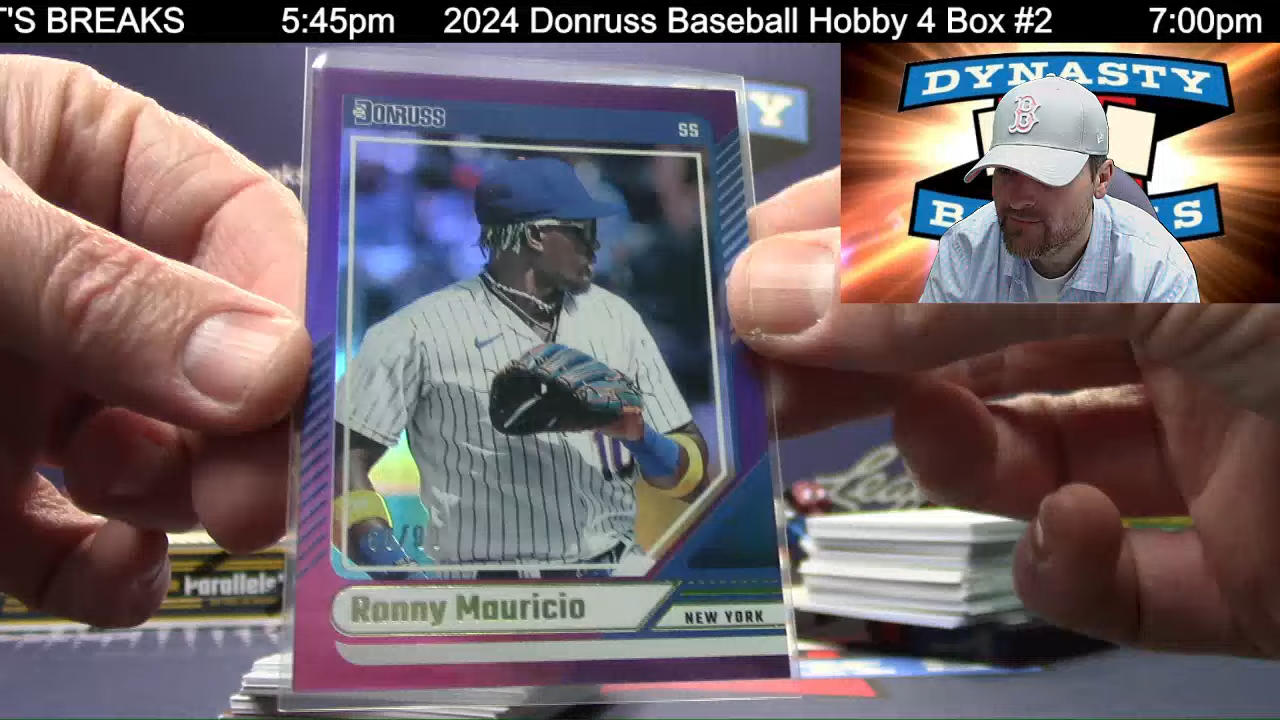 T'S BREAKS 5:45pm 2024 Donruss Baseball Hobby 4 Box #2 7:00pm
DYNASTY
B
S
Y
DONRUSS
SS
B
Leaf
Parallels
Ronny Mauricio
NEW YORK